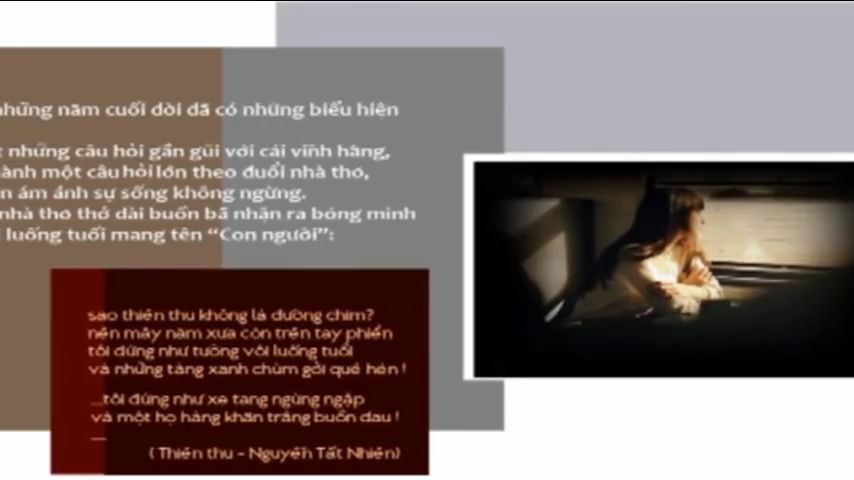 những năm cuối đời đã có những biểu hiện
những câu hỏi gần gũi với cái vĩnh hằng,
ành một câu hỏi lớn theo đuổi nhà thơ,
n ám ảnh sự sống không ngừng.
nhà thơ thở dài buồn bã nhận ra bóng mình
luống tuổi mang tên “Con người”:
sao thiên thu không là đường chim?
nên mây năm xưa còn trên tay phiền
tôi đứng như tường vôi luống tuổi
và những tảng xanh chùm gởi quê hèn !
...tôi đứng như xe tang ngừng ngập
và một họ hàng khăn trắng buồn đau !
...
( Thiên thu - Nguyễn Tất Nhiên)